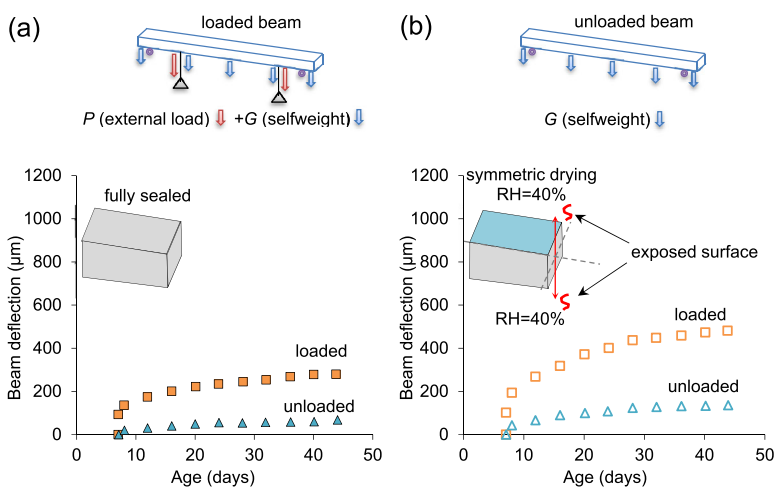 (a)
loaded beam
P (external load) +G (selfweight)
(b)
unloaded beam
G (selfweight)
1200
1000
800
600
400
200
0
Beam deflection (μm)
fully sealed
loaded
unloaded
0 10 20 30 40 50
Age (days)
1200
1000
800
600
400
200
0
Beam deflection (μm)
symmetric drying
RH=40%
exposed surface
RH=40%
loaded
unloaded
0 10 20 30 40 50
Age (days)